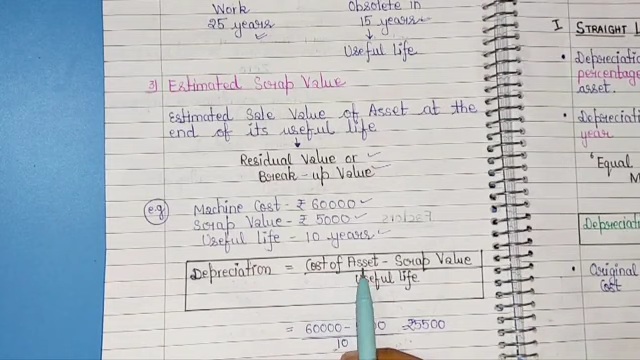 Work
25 years
Obsolete in
15 years
Useful life
3) Estimated Scrap Value
Estimated Sale Value of Asset at the
end of its useful life
Residual Value or
Break-up Value
e.g Machine Cost - ₹ 60000
Scrap Value - ₹ 5000
Useful life - 10 years
Depreciation = Cost of Asset - Scrap Value
Useful life
= 60000 -
10
= ₹5500
I STRAIGHT L
• Depreciatio
percentage
asset.
• Depreciati
year
'Equal
M
Depreciati
• Original
Cost